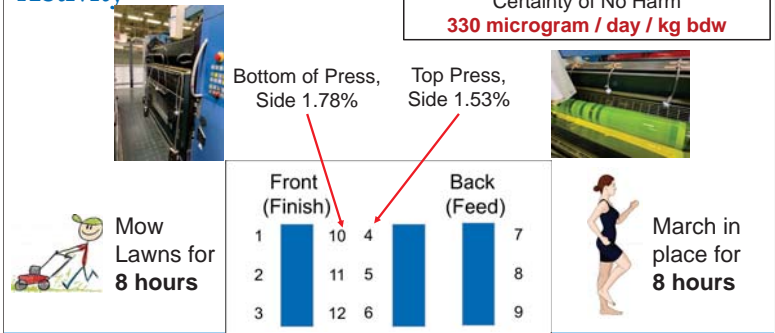 Certainty of No Harm
330 microgram / day / kg bdw
Bottom of Press,
Side 1.78%
Top Press,
Side 1.53%
Front
(Finish)
Back
(Feed)
1 10 4 7
2 11 5 8
3 12 6 9
Mow
Lawns for
8 hours
March in
place for
8 hours